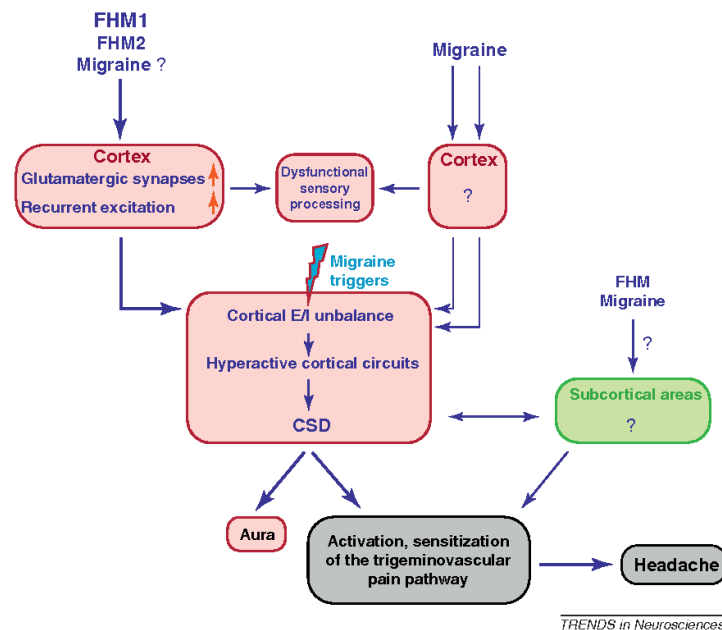 FHM1
FHM2
Migraine ?
Migraine
Cortex
Glutamatergic synapses
Recurrent excitation
Dysfunctional
sensory
processing
Cortex
?
Migraine
triggers
Cortical E/I unbalance
Hyperactive cortical circuits
CSD
FHM
Migraine
?
Subcortical areas
?
Aura
Activation, sensitization
of the trigeminovascular
pain pathway
Headache
TRENDS in Neurosciences